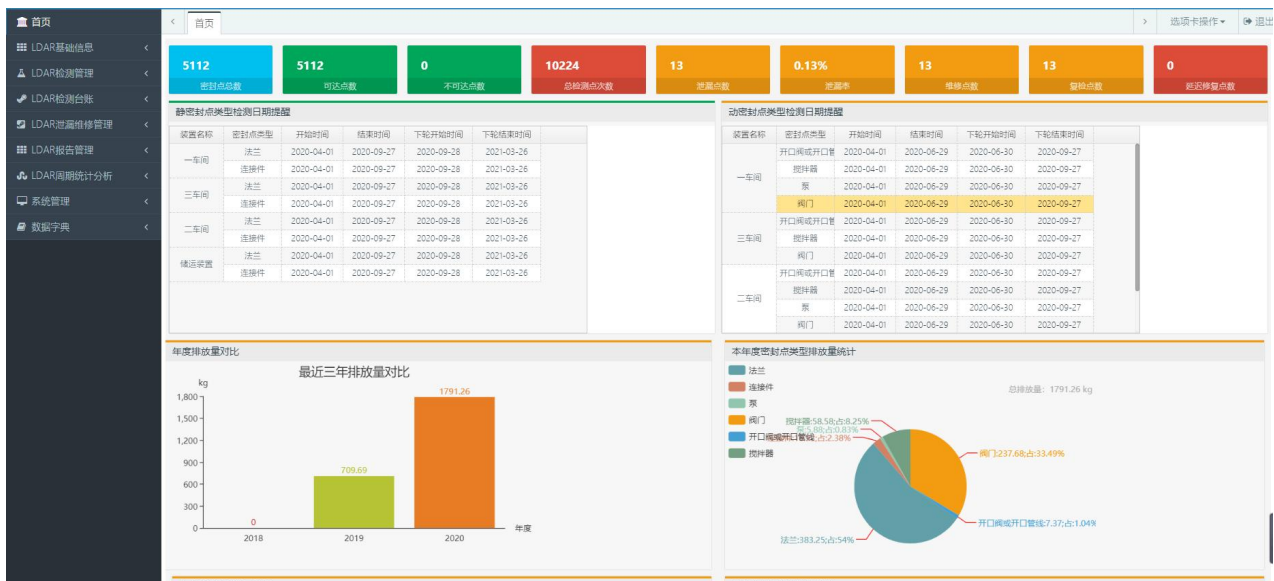 首页
LDAR基础信息
LDAR检测管理
LDAR检测台账
LDAR泄漏维修管理
LDAR报告管理
LDAR周期统计分析
系统管理
数据字典
首页 选项卡操作 退出
5112 5112 0 10224 13 0.13% 13 13 0
密封点总数 可达点数 不可达点数 总检测点次数 泄漏点数 泄漏率 维修点数 复检点数 延迟修复点数
静密封点类型检测日期提醒
装置名称 密封点类型 开始时间 结束时间 下轮开始时间 下轮结束时间
一车间 法兰 2020-04-01 2020-09-27 2020-09-28 2021-03-26
连接件 2020-04-01 2020-09-27 2020-09-28 2021-03-26
三车间 法兰 2020-04-01 2020-09-27 2020-09-28 2021-03-26
连接件 2020-04-01 2020-09-27 2020-09-28 2021-03-26
二车间 法兰 2020-04-01 2020-09-27 2020-09-28 2021-03-26
连接件 2020-04-01 2020-09-27 2020-09-28 2021-03-26
储运装置 法兰 2020-04-01 2020-09-27 2020-09-28 2021-03-26
连接件 2020-04-01 2020-09-27 2020-09-28 2021-03-26
动密封点类型检测日期提醒
装置名称 密封点类型 开始时间 结束时间 下轮开始时间 下轮结束时间
一车间 开口阀或开口管 2020-04-01 2020-06-29 2020-06-30 2020-09-27
搅拌器 2020-04-01 2020-06-29 2020-06-30 2020-09-27
泵 2020-04-01 2020-06-29 2020-06-30 2020-09-27
阀门 2020-04-01 2020-06-29 2020-06-30 2020-09-27
三车间 开口阀或开口管 2020-04-01 2020-06-29 2020-06-30 2020-09-27
搅拌器 2020-04-01 2020-06-29 2020-06-30 2020-09-27
阀门 2020-04-01 2020-06-29 2020-06-30 2020-09-27
二车间 开口阀或开口管 2020-04-01 2020-06-29 2020-06-30 2020-09-27
搅拌器 2020-04-01 2020-06-29 2020-06-30 2020-09-27
泵 2020-04-01 2020-06-29 2020-06-30 2020-09-27
阀门 2020-04-01 2020-06-29 2020-06-30 2020-09-27
年度排放量对比
最近三年排放量对比
kg
1,800
1,500
1,200
900
600
300
0
0
709.69
1791.26
2018 2019 2020
年度
本年度密封点类型排放量统计
法兰
连接件
泵
阀门
开口阀或开口管线
搅拌器
总排放量：1791.26 kg
搅拌器:58.58;占:8.25%
泵:5.88;占:0.83%
占:2.38%
阀门:237.68;占:33.49%
开口阀或开口管线:7.37;占:1.04%
法兰:383.25;占:54%